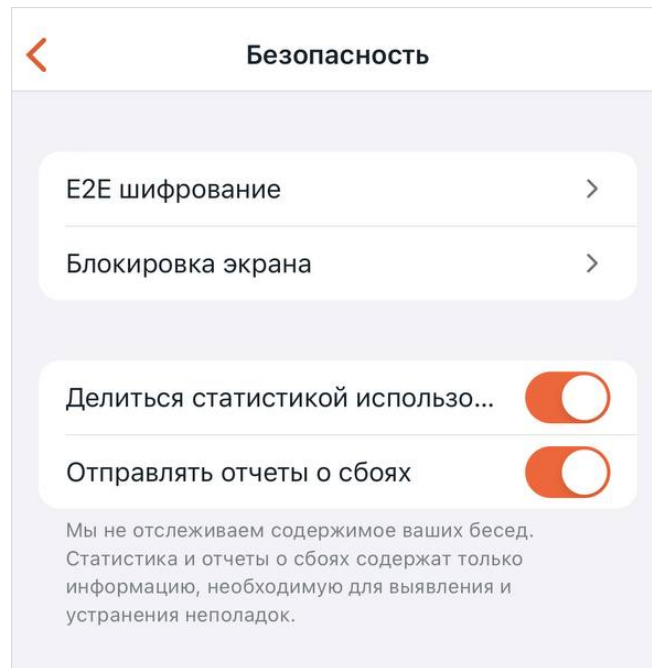 Безопасность
E2E шифрование
Блокировка экрана
Делиться статистикой использо...
Отправлять отчеты о сбоях
Мы не отслеживаем содержимое ваших бесед.
Статистика и отчеты о сбоях содержат только
информацию, необходимую для выявления и
устранения неполадок.